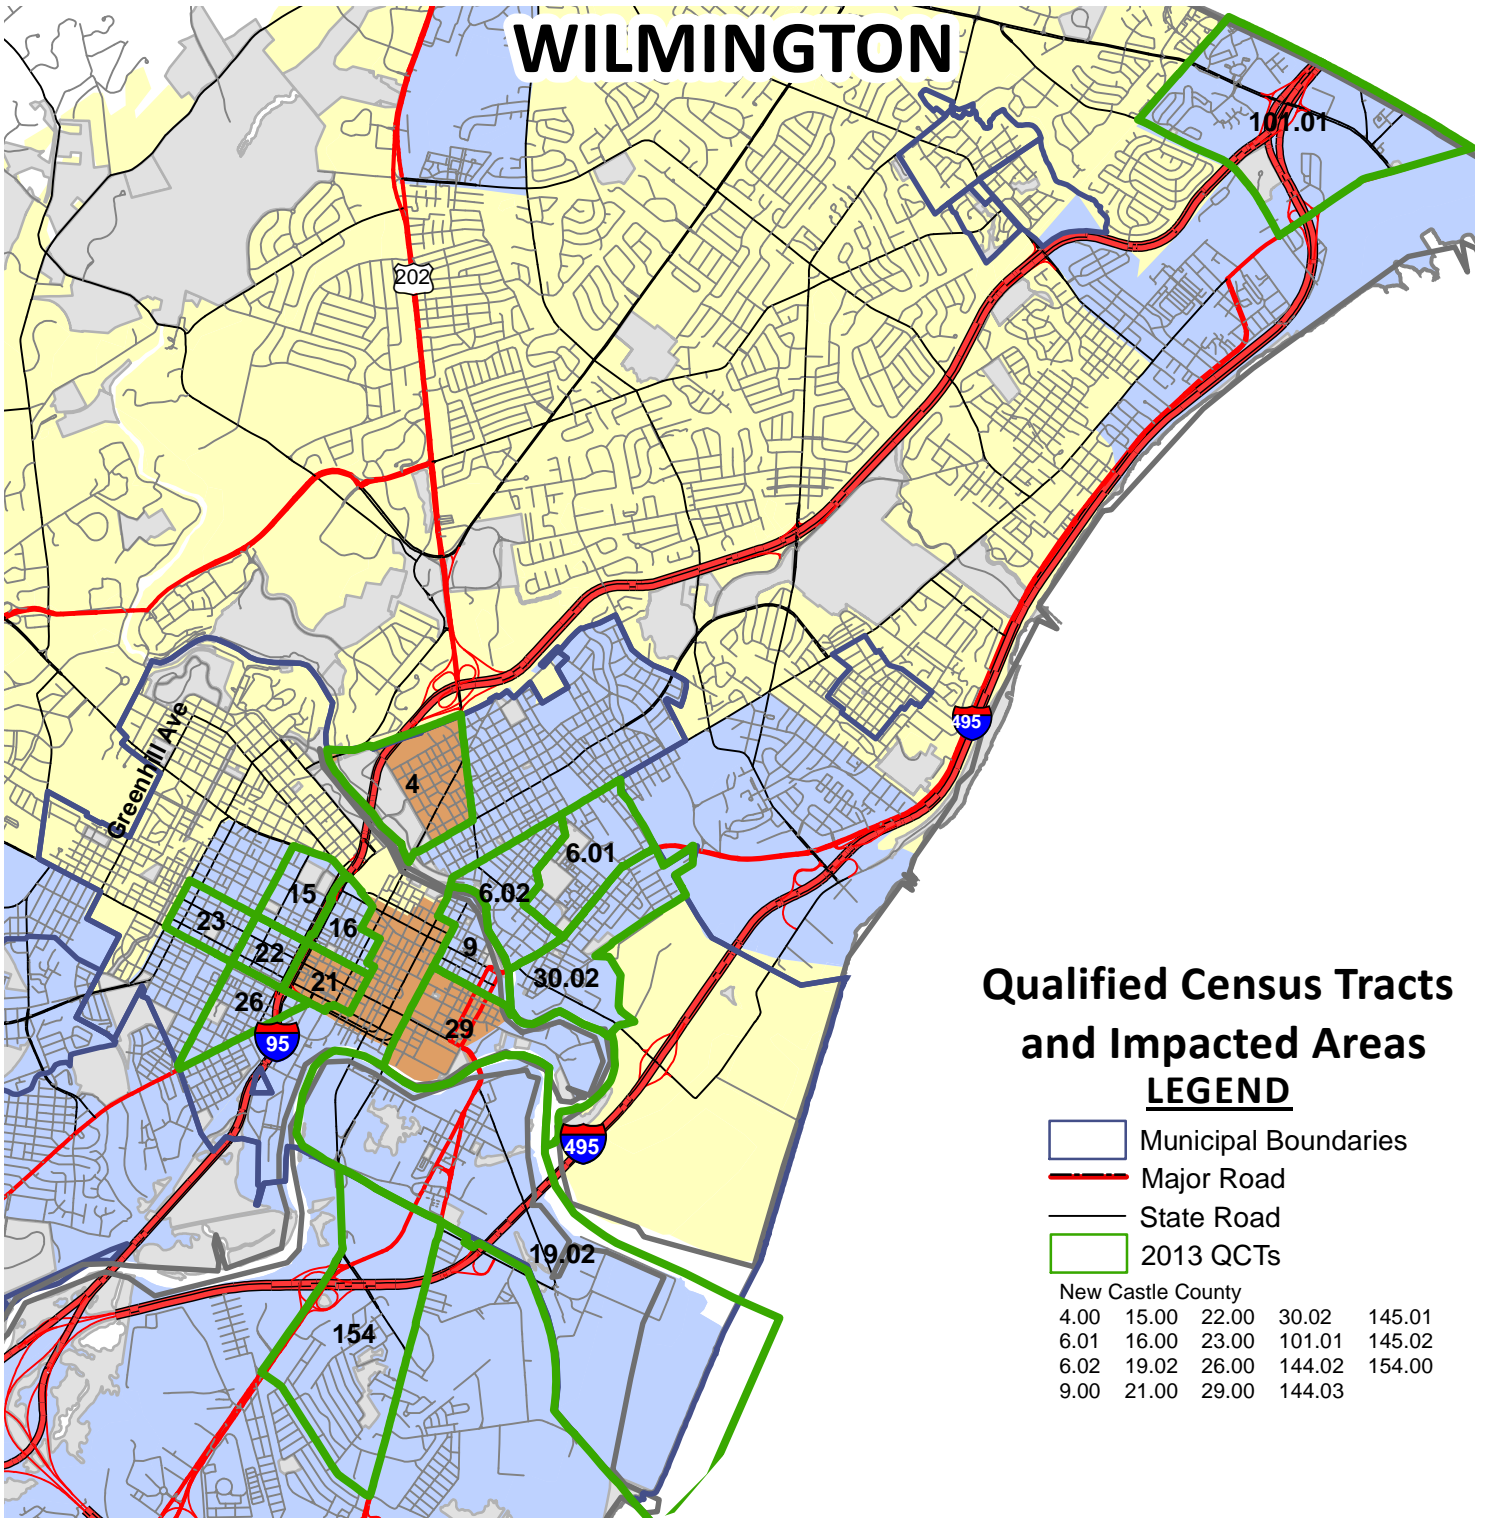 WILMINGTON
101.01
202
495
Greenhill Ave
4
6.01
15
6.02
23
16
22
9
21
30.02
26
29
95
495
19.02
154
Qualified Census Tracts
and Impacted Areas
LEGEND
Municipal Boundaries
Major Road
State Road
2013 QCTs
New Castle County
4.00 15.00 22.00 30.02 145.01
6.01 16.00 23.00 101.01 145.02
6.02 19.02 26.00 144.02 154.00
9.00 21.00 29.00 144.03